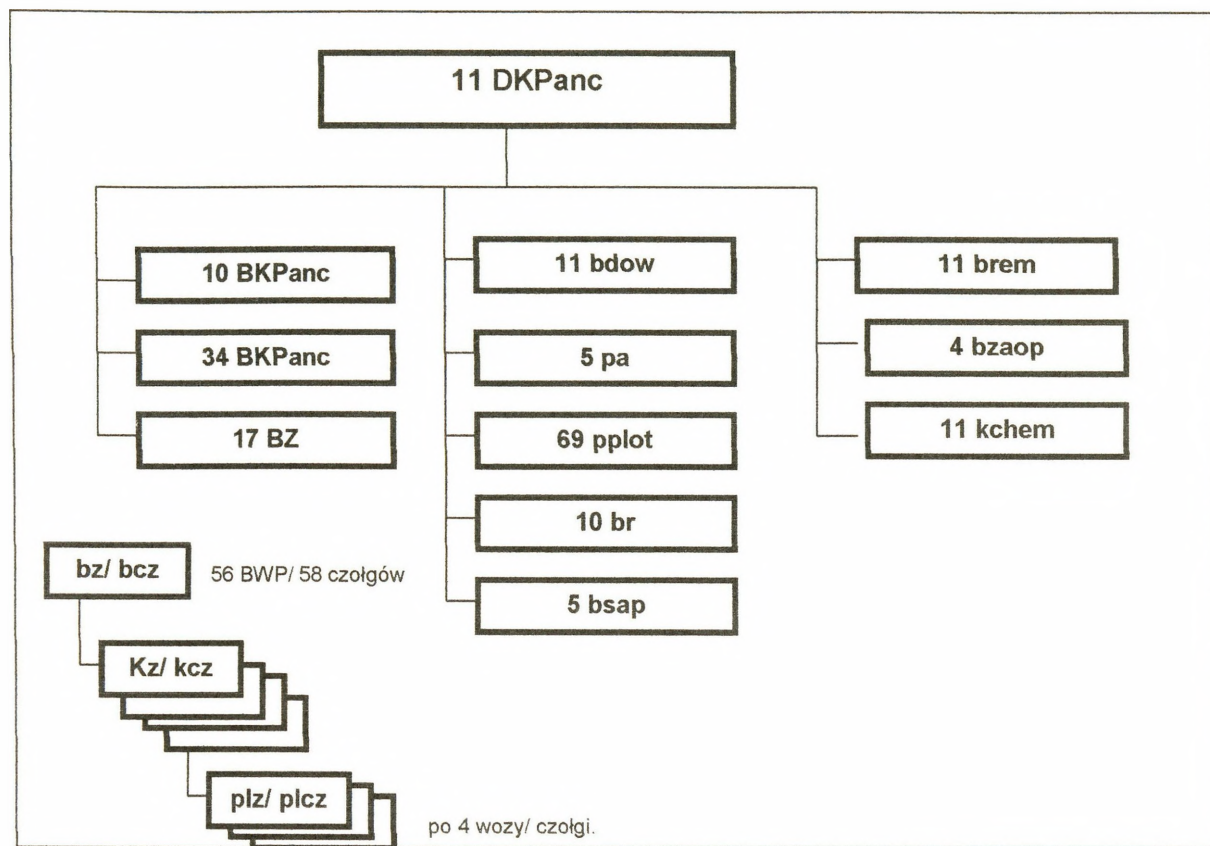 11 DKPanc
10 BKPanc
34 BKPanc
17 BZ
11 bdow
5 pa
69 pplot
10 br
5 bsap
11 brem
4 bzaop
11 kchem
bz/ bcz
56 BWP/ 58 czołgów
Kz/ kcz
plz/ plcz
po 4 wozy/ czołgi.